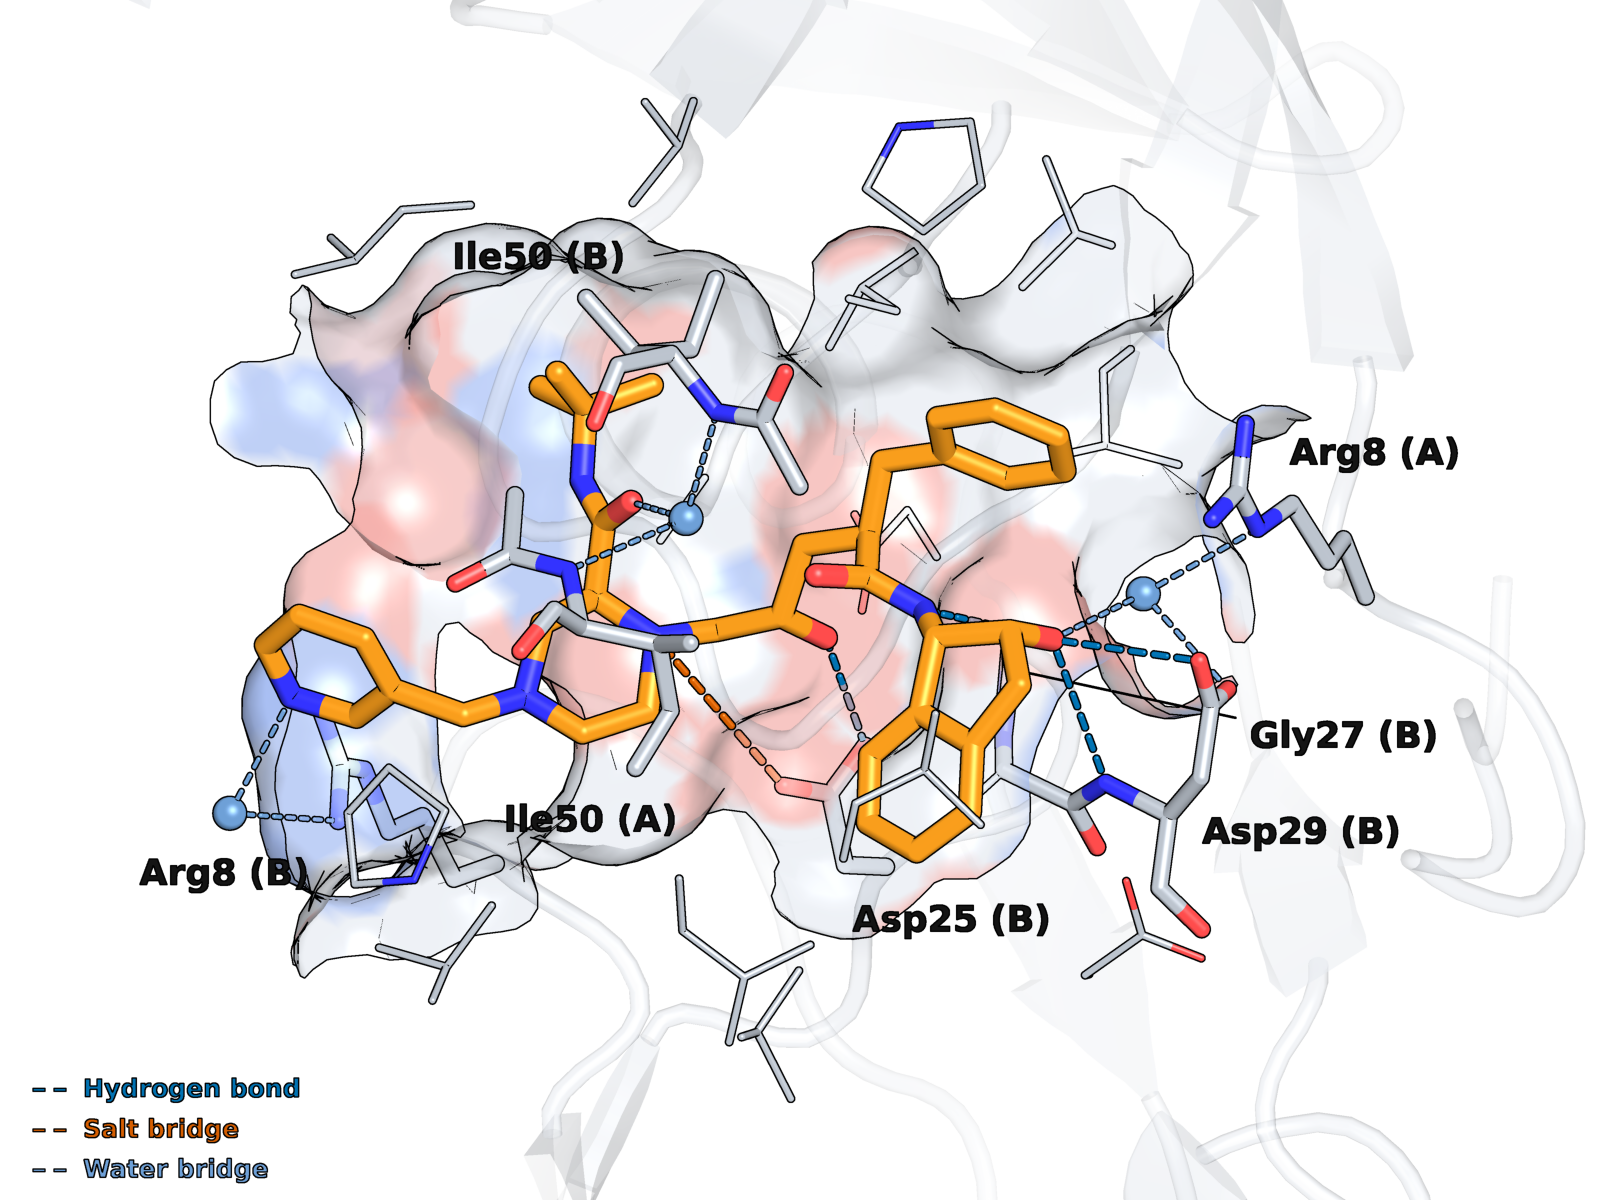 Ile50 (B)
Arg8 (A)
Gly27 (B)
Ile50 (A)
Asp29 (B)
Arg8 (B)
Asp25 (B)
Hydrogen bond
Salt bridge
Water bridge